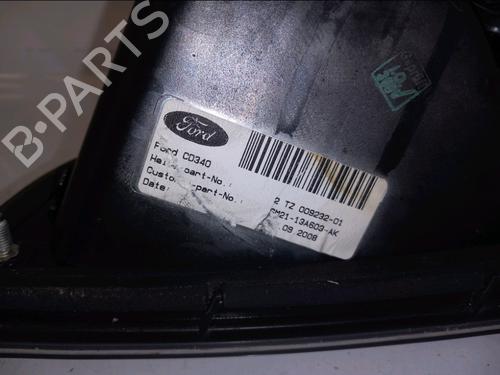 B-PARTS
Ford
Ford CD340
Hella part-No.: 2 TZ 009232-01
Customer-part-No.: 6M21-13A603-AK
Date: 09 2008